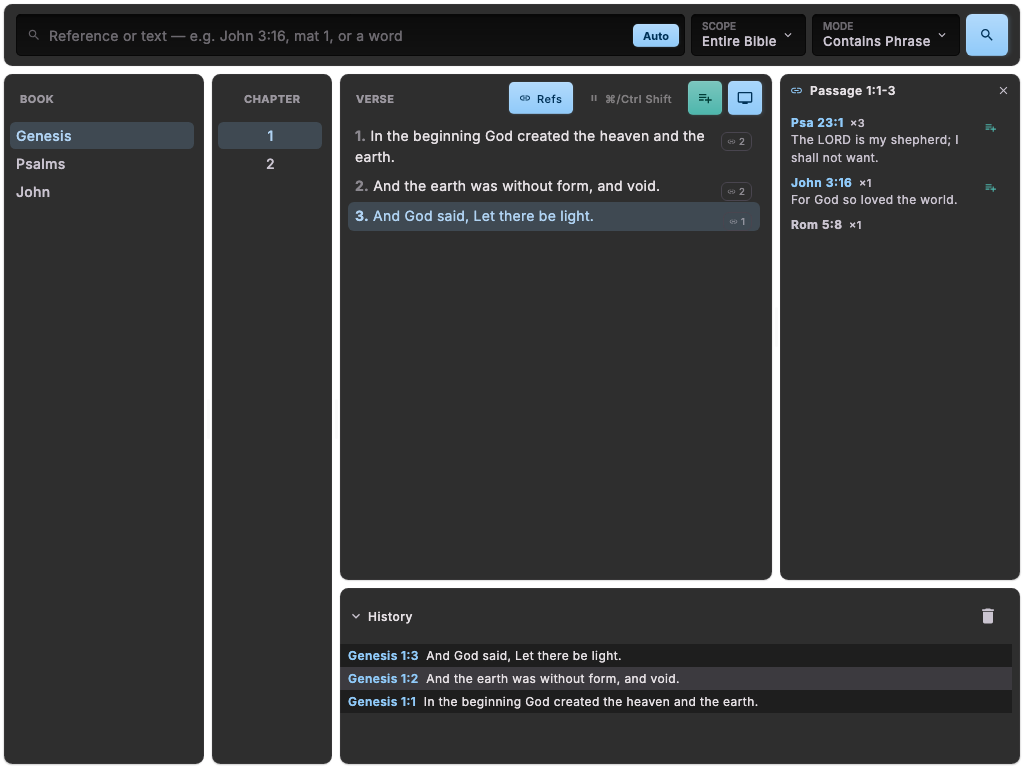 Reference or text — e.g. John 3:16, mat 1, or a word
Auto
SCOPE
Entire Bible
MODE
Contains Phrase
BOOK
Genesis
Psalms
John
CHAPTER
1
2
VERSE
Refs
⌘/Ctrl Shift
1. In the beginning God created the heaven and the
earth.
2
2. And the earth was without form, and void.
2
3. And God said, Let there be light.
1
Passage 1:1-3
Psa 23:1 ×3
The LORD is my shepherd; I
shall not want.
John 3:16 ×1
For God so loved the world.
Rom 5:8 ×1
History
Genesis 1:3 And God said, Let there be light.
Genesis 1:2 And the earth was without form, and void.
Genesis 1:1 In the beginning God created the heaven and the earth.